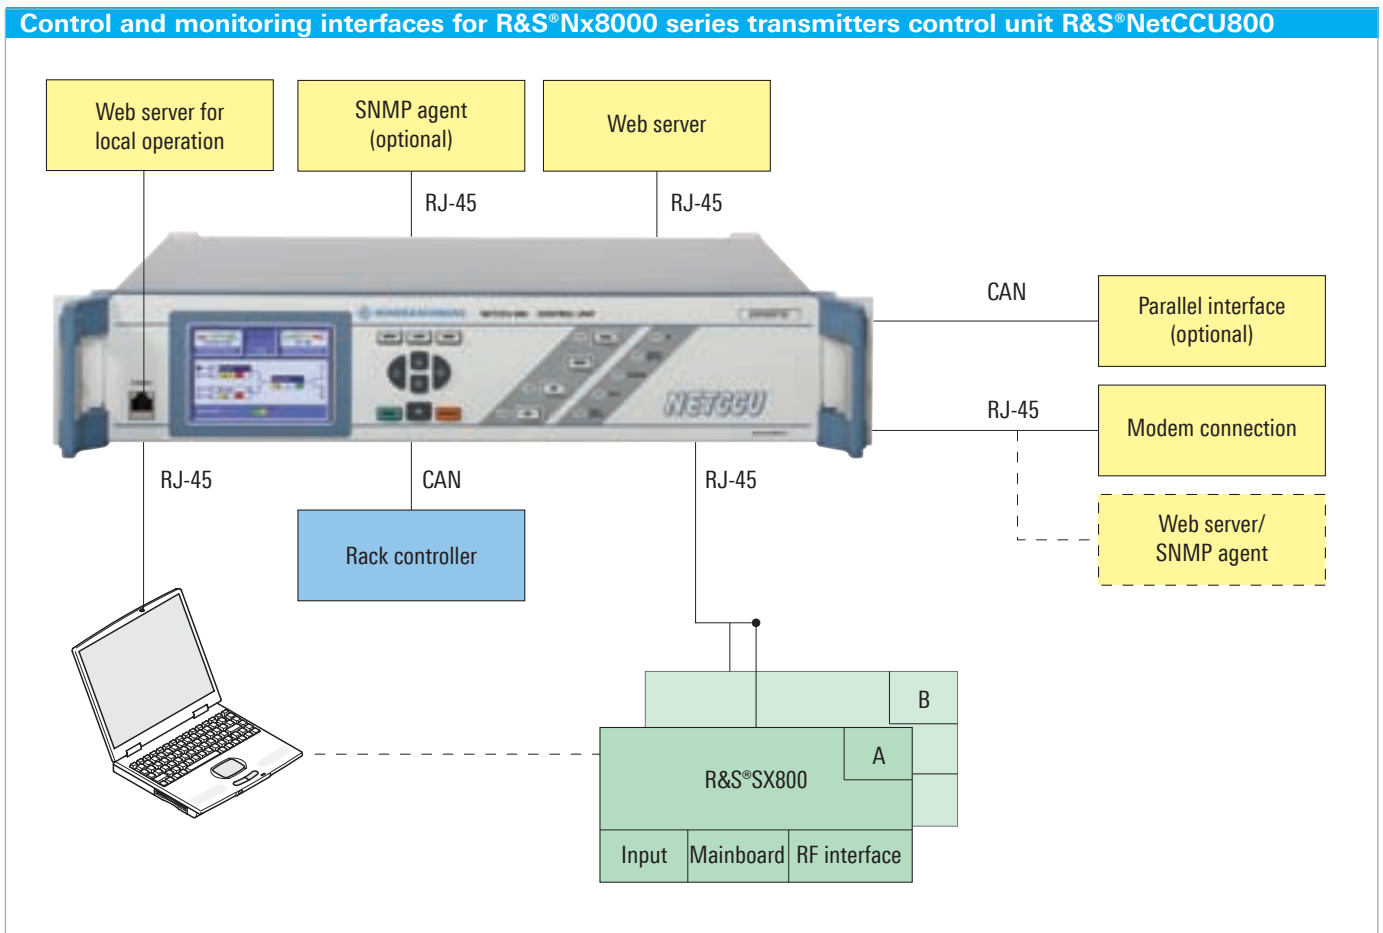 Control and monitoring interfaces for R&S®Nx8000 series transmitters control unit R&S®NetCCU800
Web server for
local operation
SNMP agent
(optional)
Web server
RJ-45
RJ-45
CAN
Parallel interface
(optional)
NETCCU
RJ-45
Modem connection
RJ-45
CAN
RJ-45
Web server/
SNMP agent
Rack controller
B
A
R&S®SX800
Input
Mainboard
RF interface